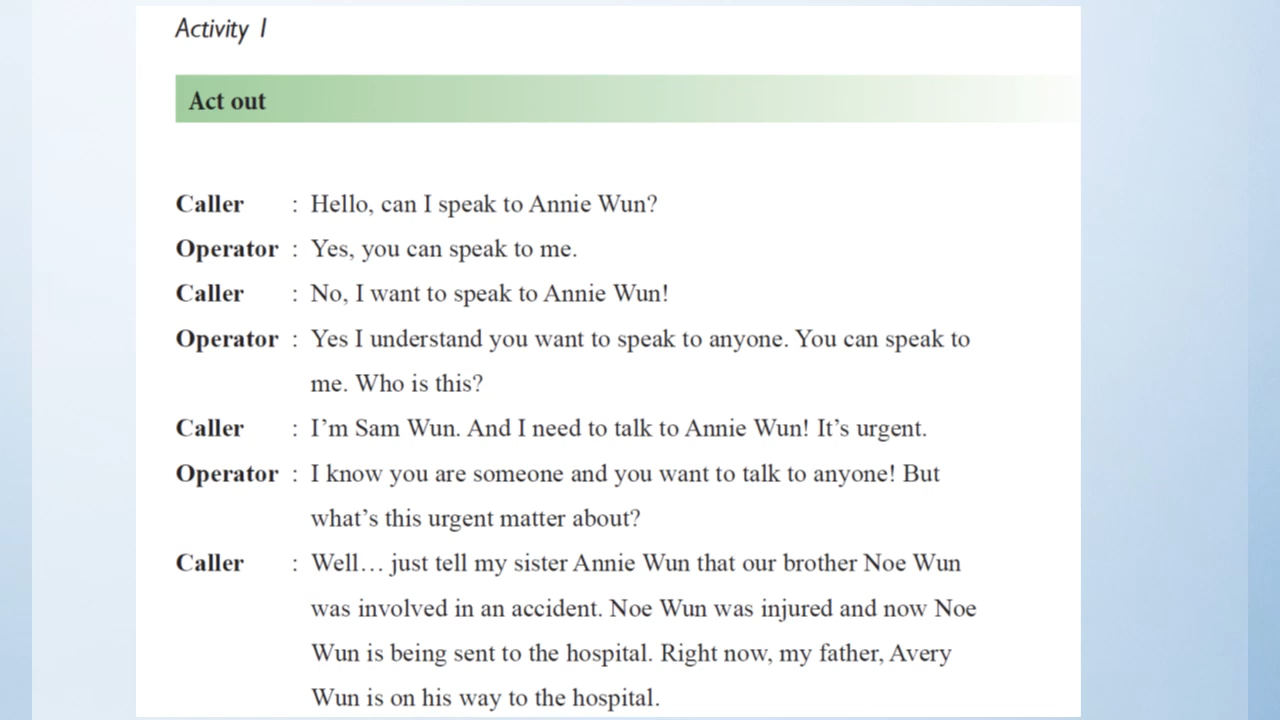 Activity 1
Act out
Caller : Hello, can I speak to Annie Wun?
Operator : Yes, you can speak to me.
Caller : No, I want to speak to Annie Wun!
Operator : Yes I understand you want to speak to anyone. You can speak to
me. Who is this?
Caller : I’m Sam Wun. And I need to talk to Annie Wun! It’s urgent.
Operator : I know you are someone and you want to talk to anyone! But
what’s this urgent matter about?
Caller : Well… just tell my sister Annie Wun that our brother Noe Wun
was involved in an accident. Noe Wun was injured and now Noe
Wun is being sent to the hospital. Right now, my father, Avery
Wun is on his way to the hospital.